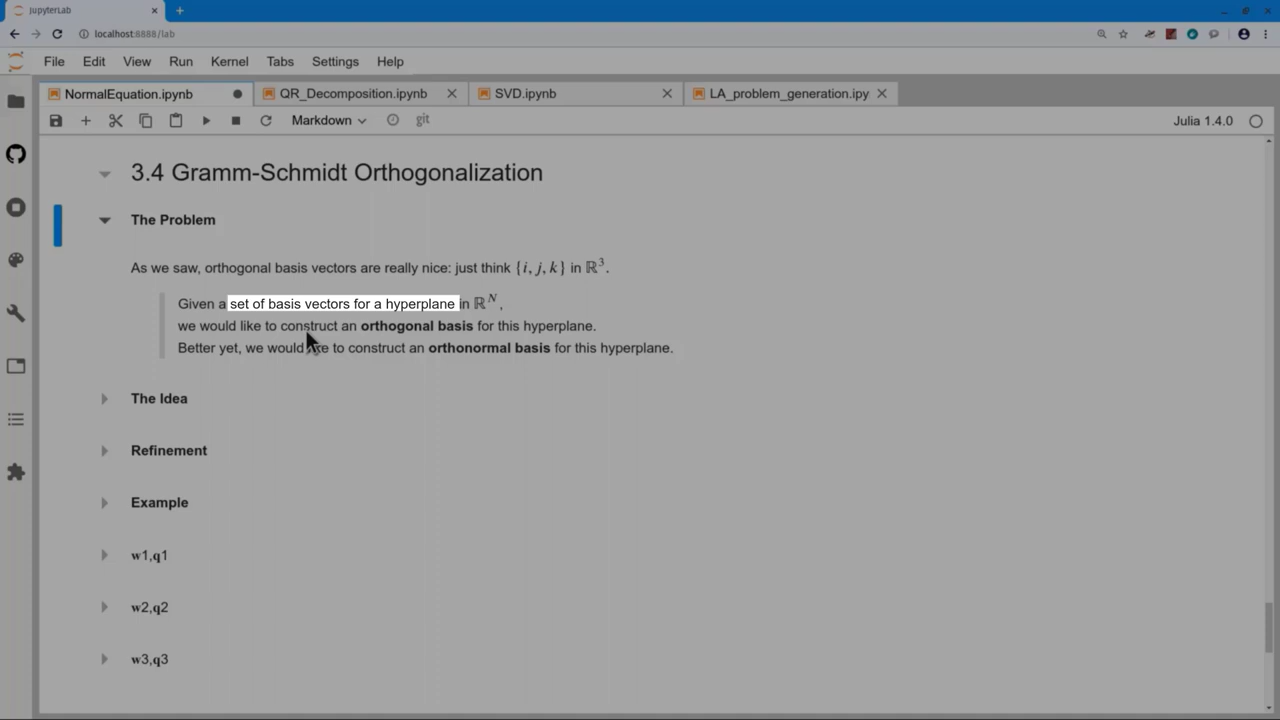 JupyterLab
localhost:8888/lab
File Edit View Run Kernel Tabs Settings Help
NormalEquation.ipynb QR_Decomposition.ipynb SVD.ipynb LA_problem_generation.ipy
Markdown git Julia 1.4.0
3.4 Gramm-Schmidt Orthogonalization
The Problem
As we saw, orthogonal basis vectors are really nice: just think {i, j, k} in ℝ³.
Given a set of basis vectors for a hyperplane in ℝᴺ,
we would like to construct an orthogonal basis for this hyperplane.
Better yet, we would like to construct an orthonormal basis for this hyperplane.
The Idea
Refinement
Example
w1,q1
w2,q2
w3,q3